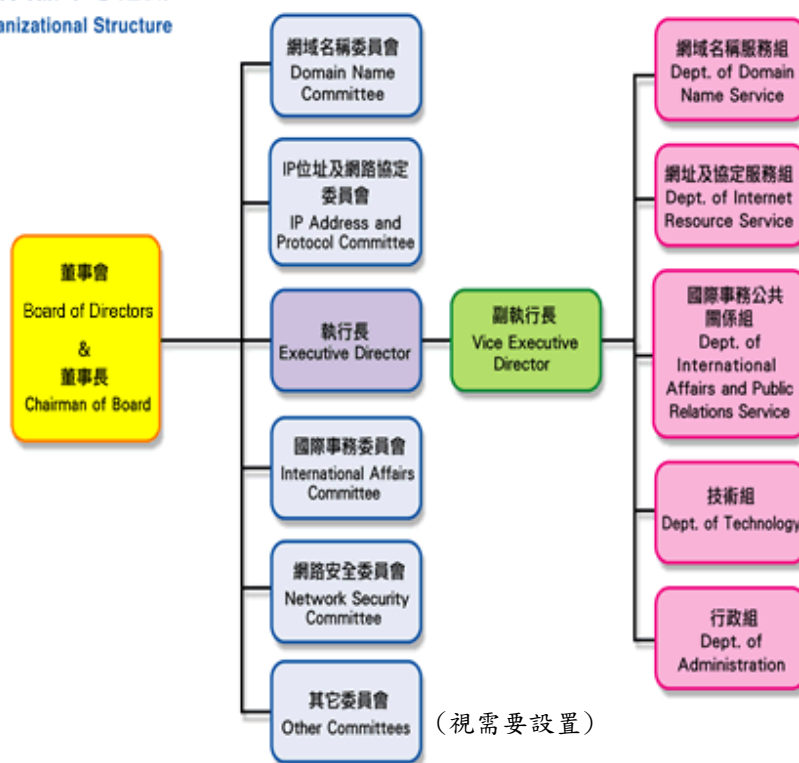 Organizational Structure
董事會
Board of Directors
&
董事長
Chairman of Board
網域名稱委員會
Domain Name
Committee
IP位址及網路協定
委員會
IP Address and
Protocol Committee
執行長
Executive Director
國際事務委員會
International Affairs
Committee
網路安全委員會
Network Security
Committee
其它委員會
Other Committees
(視需要設置)
副執行長
Vice Executive
Director
網域名稱服務組
Dept. of Domain
Name Service
網址及協定服務組
Dept. of Internet
Resource Service
國際事務公共
關係組
Dept. of
International
Affairs and Public
Relations Service
技術組
Dept. of Technology
行政組
Dept. of
Administration